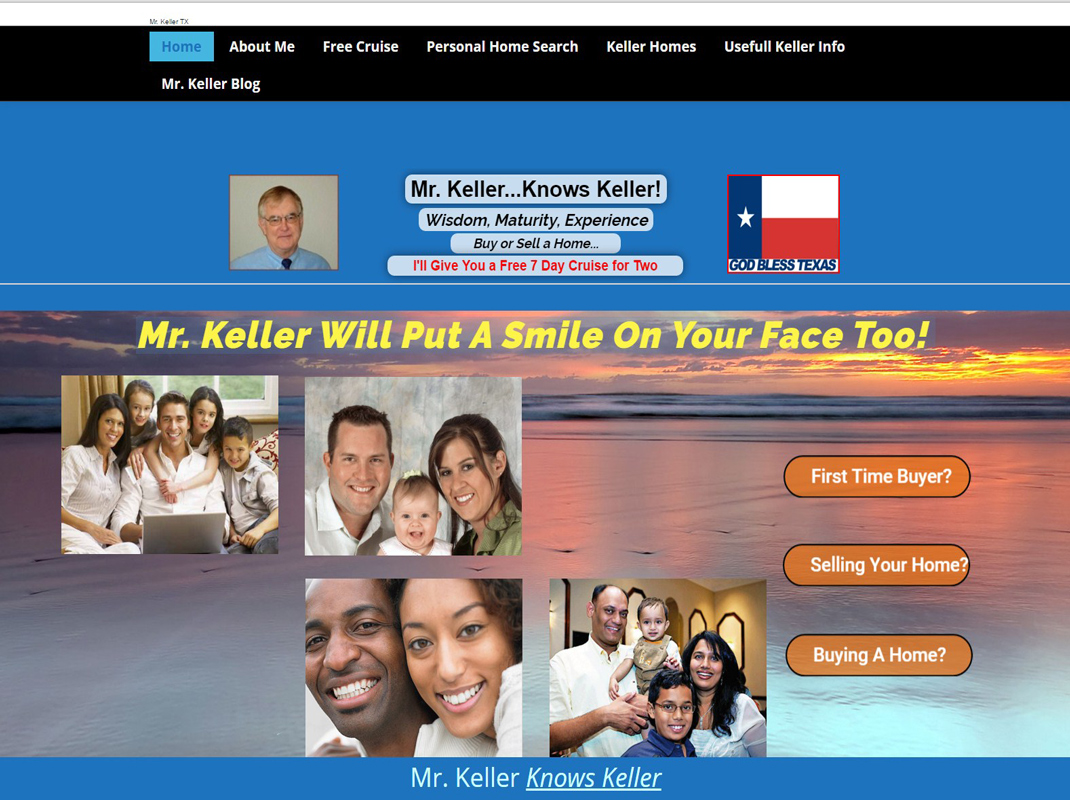 Mr. Keller TX
Home About Me Free Cruise Personal Home Search Keller Homes Usefull Keller Info
Mr. Keller Blog
Mr. Keller...Knows Keller!
Wisdom, Maturity, Experience
Buy or Sell a Home...
I'll Give You a Free 7 Day Cruise for Two
GOD BLESS TEXAS
Mr. Keller Will Put A Smile On Your Face Too!
First Time Buyer?
Selling Your Home?
Buying A Home?
Mr. Keller Knows Keller